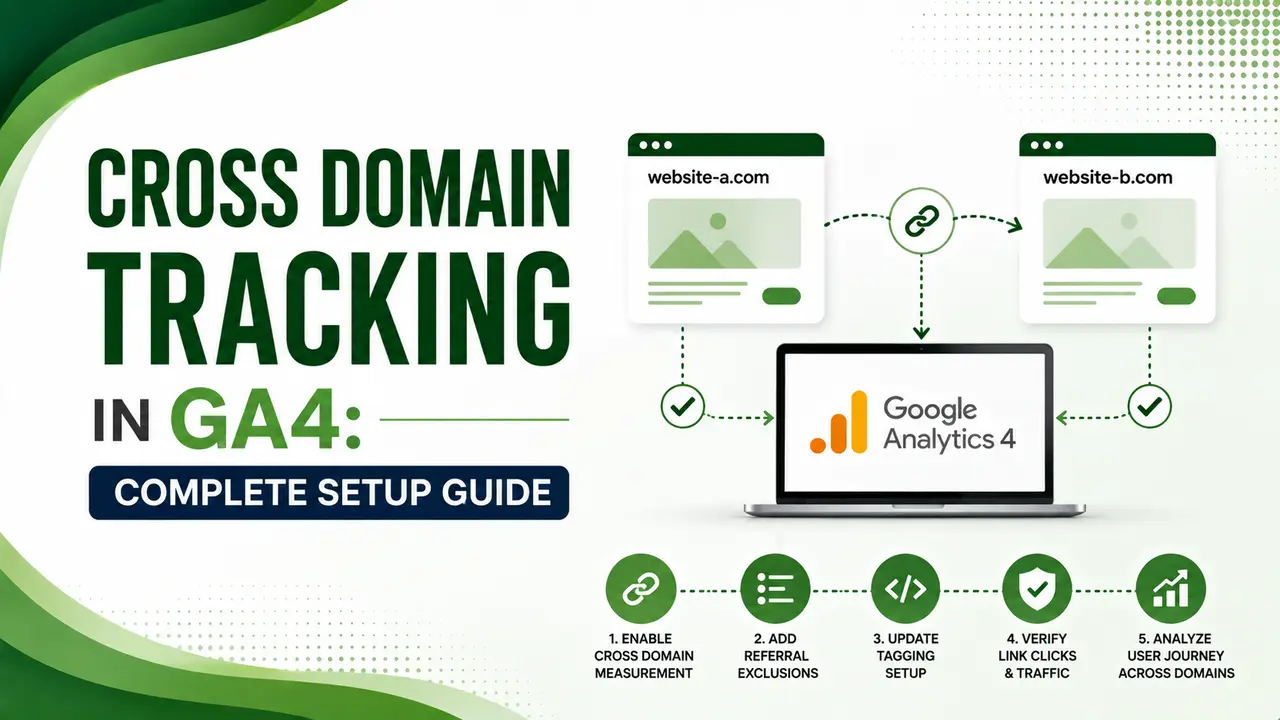 CROSS DOMAIN
TRACKING
IN GA4:
COMPLETE SETUP GUIDE
website-a.com
website-b.com
Google
Analytics 4
1. ENABLE
CROSS DOMAIN
MEASUREMENT
2. ADD
REFERRAL
EXCLUSIONS
3. UPDATE
TAGGING
SETUP
4. VERIFY
LINK CLICKS
& TRAFFIC
5. ANALYZE
USER JOURNEY
ACROSS DOMAINS